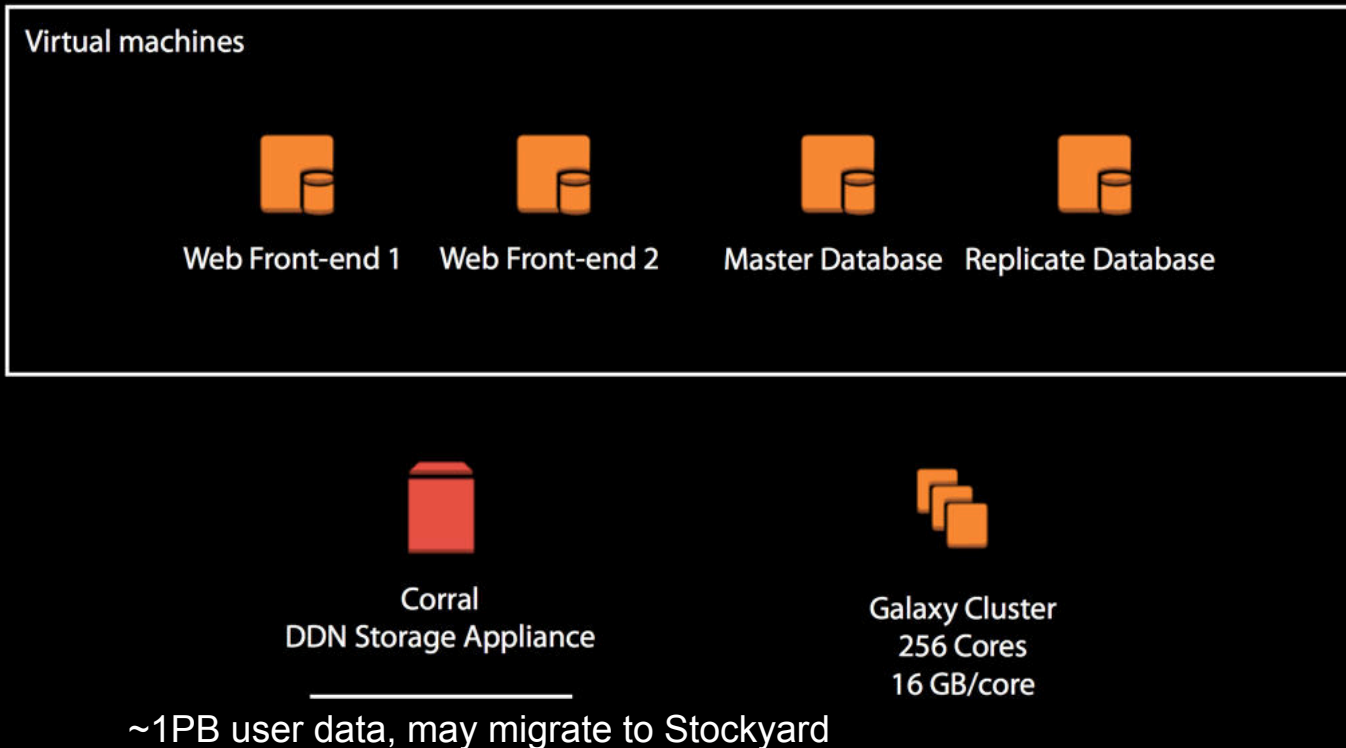 Virtual machines
Web Front-end 1
Web Front-end 2
Master Database
Replicate Database
Corral
DDN Storage Appliance
Galaxy Cluster
256 Cores
16 GB/core
~1PB user data, may migrate to Stockyard